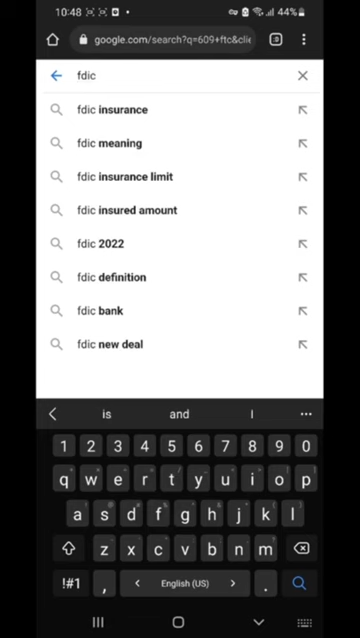 10:48
44%
google.com/search?q=609+ftc&clie
:9
fdic
fdic insurance
fdic meaning
fdic insurance limit
fdic insured amount
fdic 2022
fdic definition
fdic bank
fdic new deal
is and I
1 2 3 4 5 6 7 8 9 0
q w e r t y u i o p
a s d f g h j k l
z x c v b n m
!#1 , English (US) .